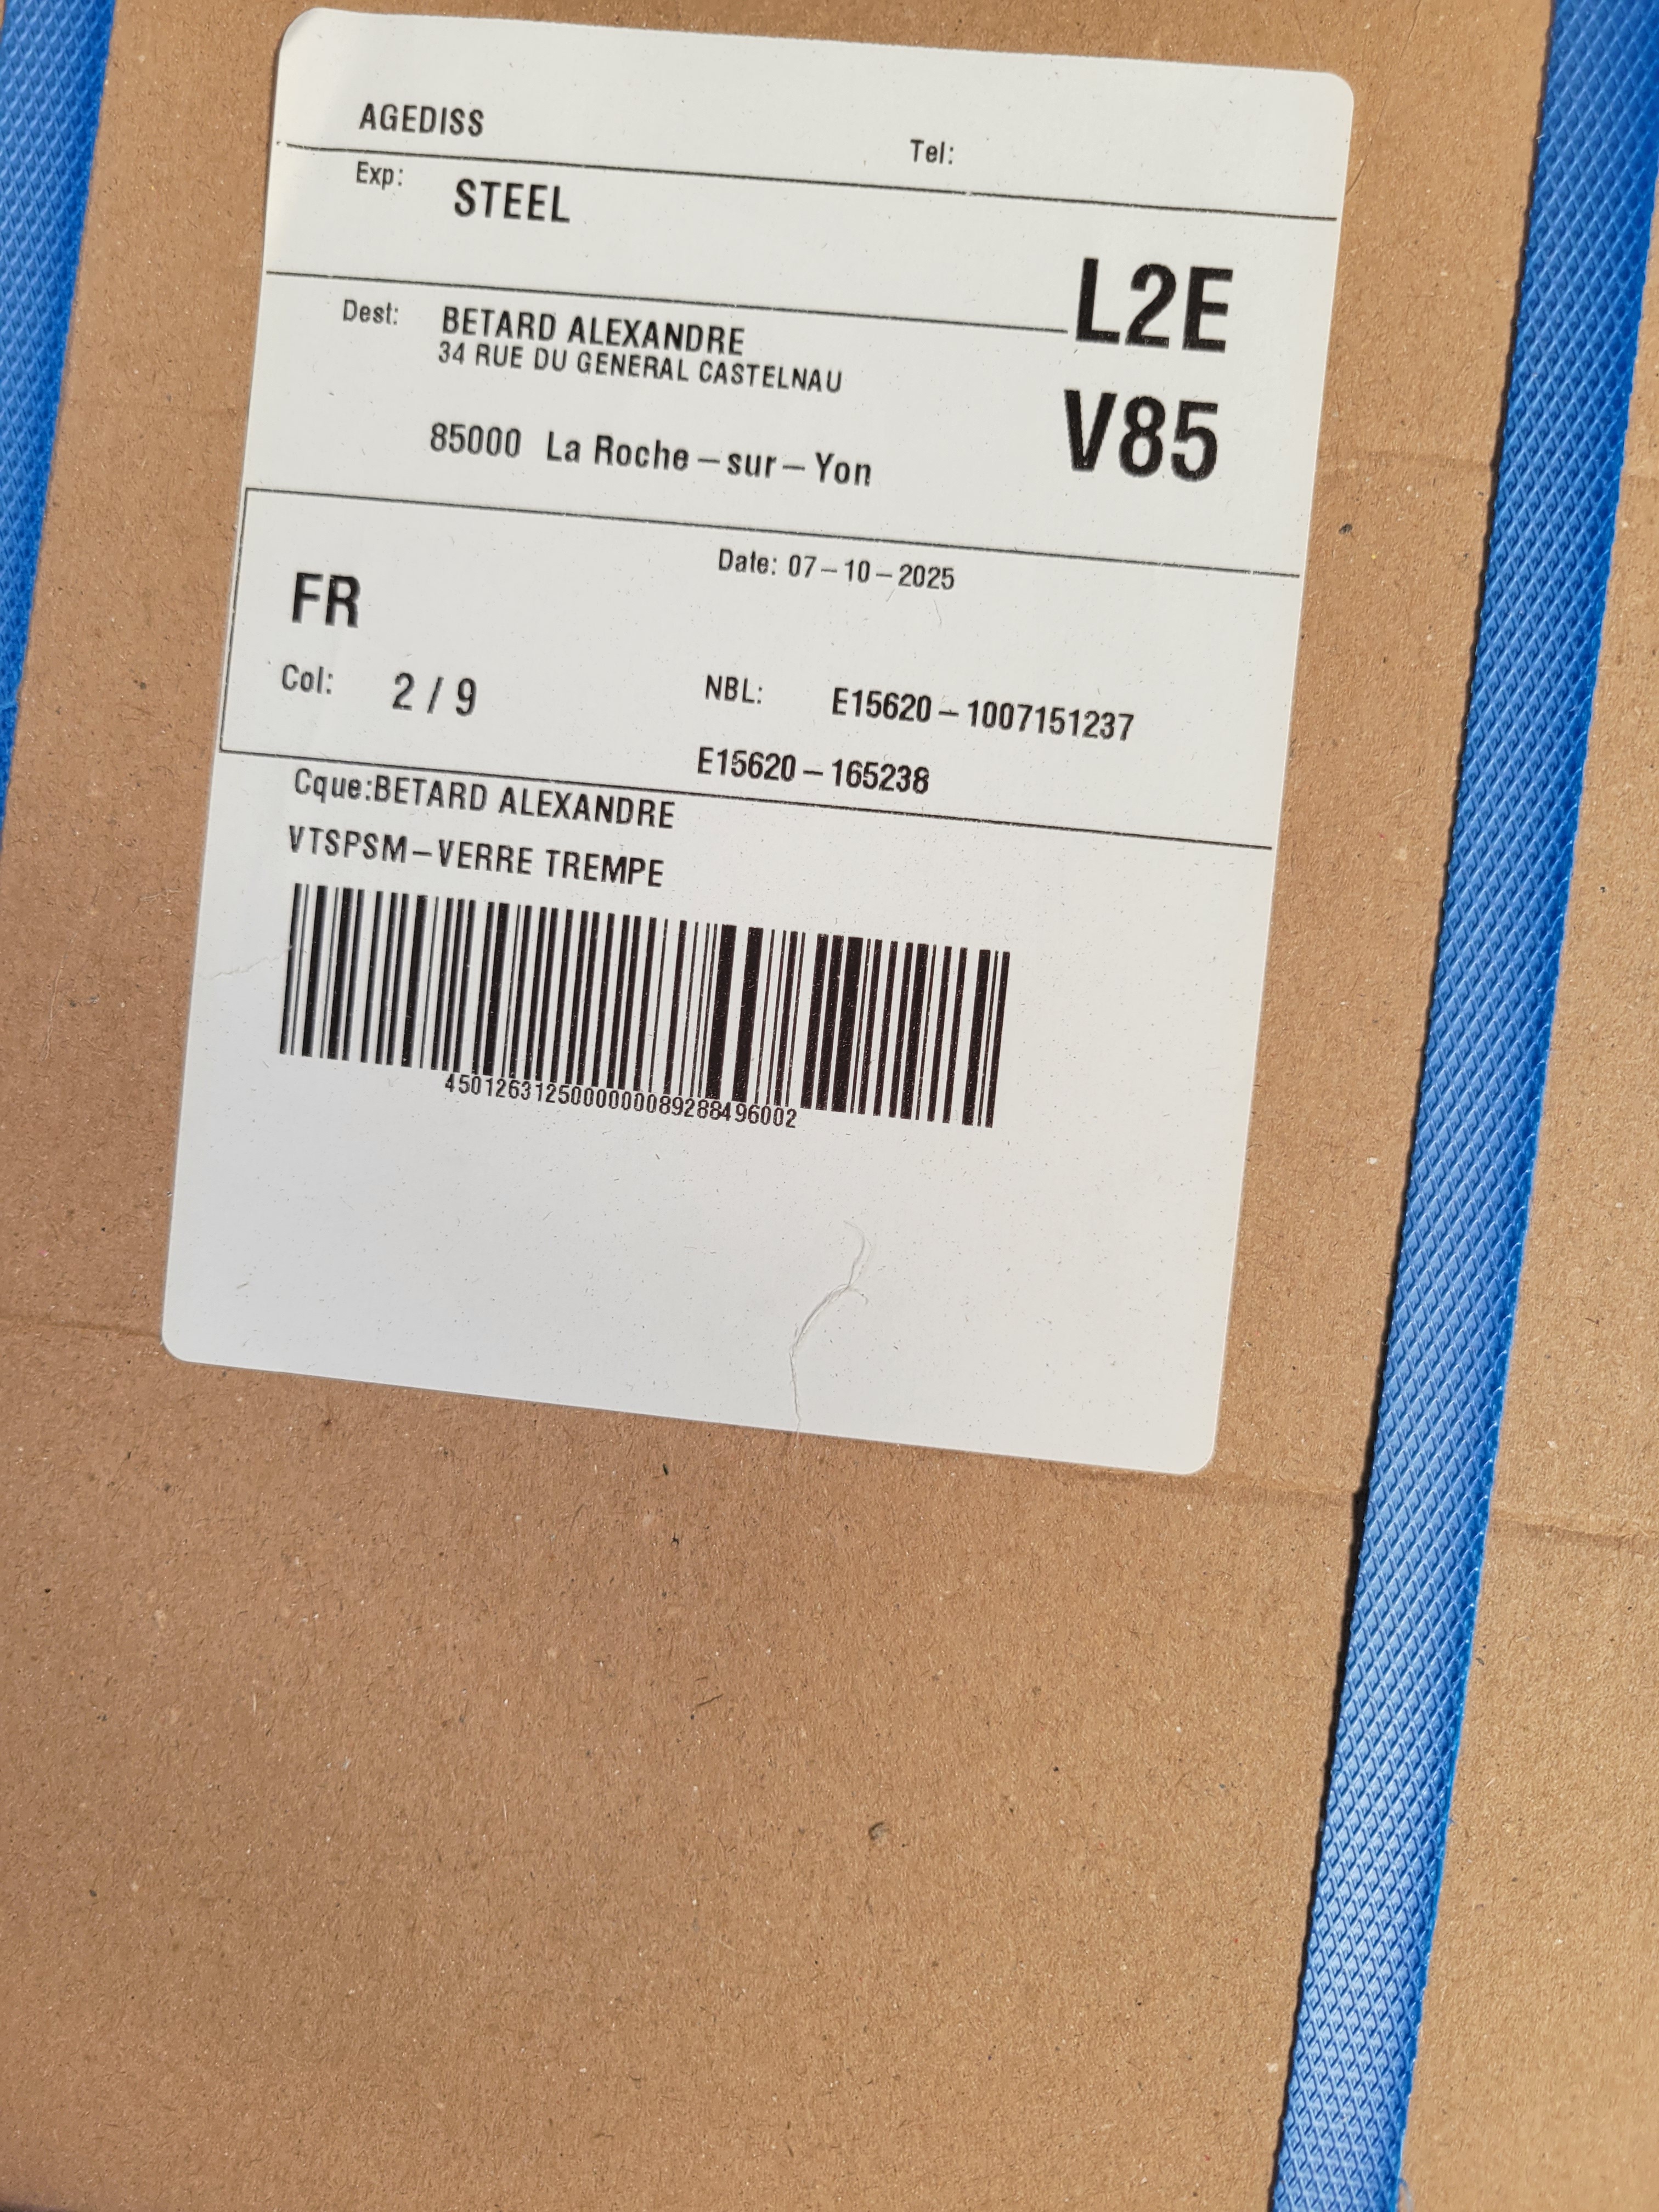 AGEDISS
Tel:
Exp: STEEL
L2E
Dest: BETARD ALEXANDRE
34 RUE DU GENERAL CASTELNAU
V85
85000 La Roche-sur-Yon
Date: 07-10-2025
FR
Col: 2 / 9
NBL: E15620-1007151237
E15620-165238
Cque:BETARD ALEXANDRE
VTSPSM-VERRE TREMPE
4501263125000000089288496002